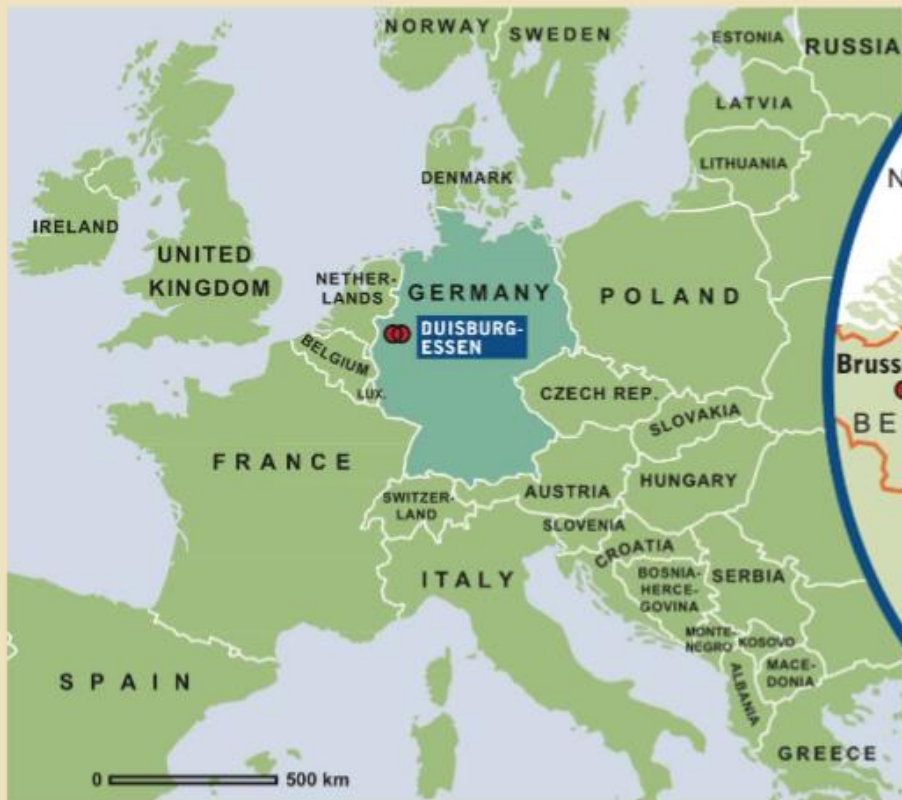 NORWAY
SWEDEN
ESTONIA
RUSSIA
LATVIA
LITHUANIA
DENMARK
N
IRELAND
UNITED
KINGDOM
NETHER-
LANDS
GERMANY
POLAND
DUISBURG-
ESSEN
BELGIUM
LUX.
CZECH REP.
SLOVAKIA
Bruss
BE
FRANCE
SWITZER-
LAND
AUSTRIA
HUNGARY
SLOVENIA
CROATIA
ITALY
BOSNIA-
HERCE-
GOVINA
SERBIA
MONTE-
NEGRO
KOSOVO
MACE-
DONIA
ALBANIA
SPAIN
GREECE
0 500 km